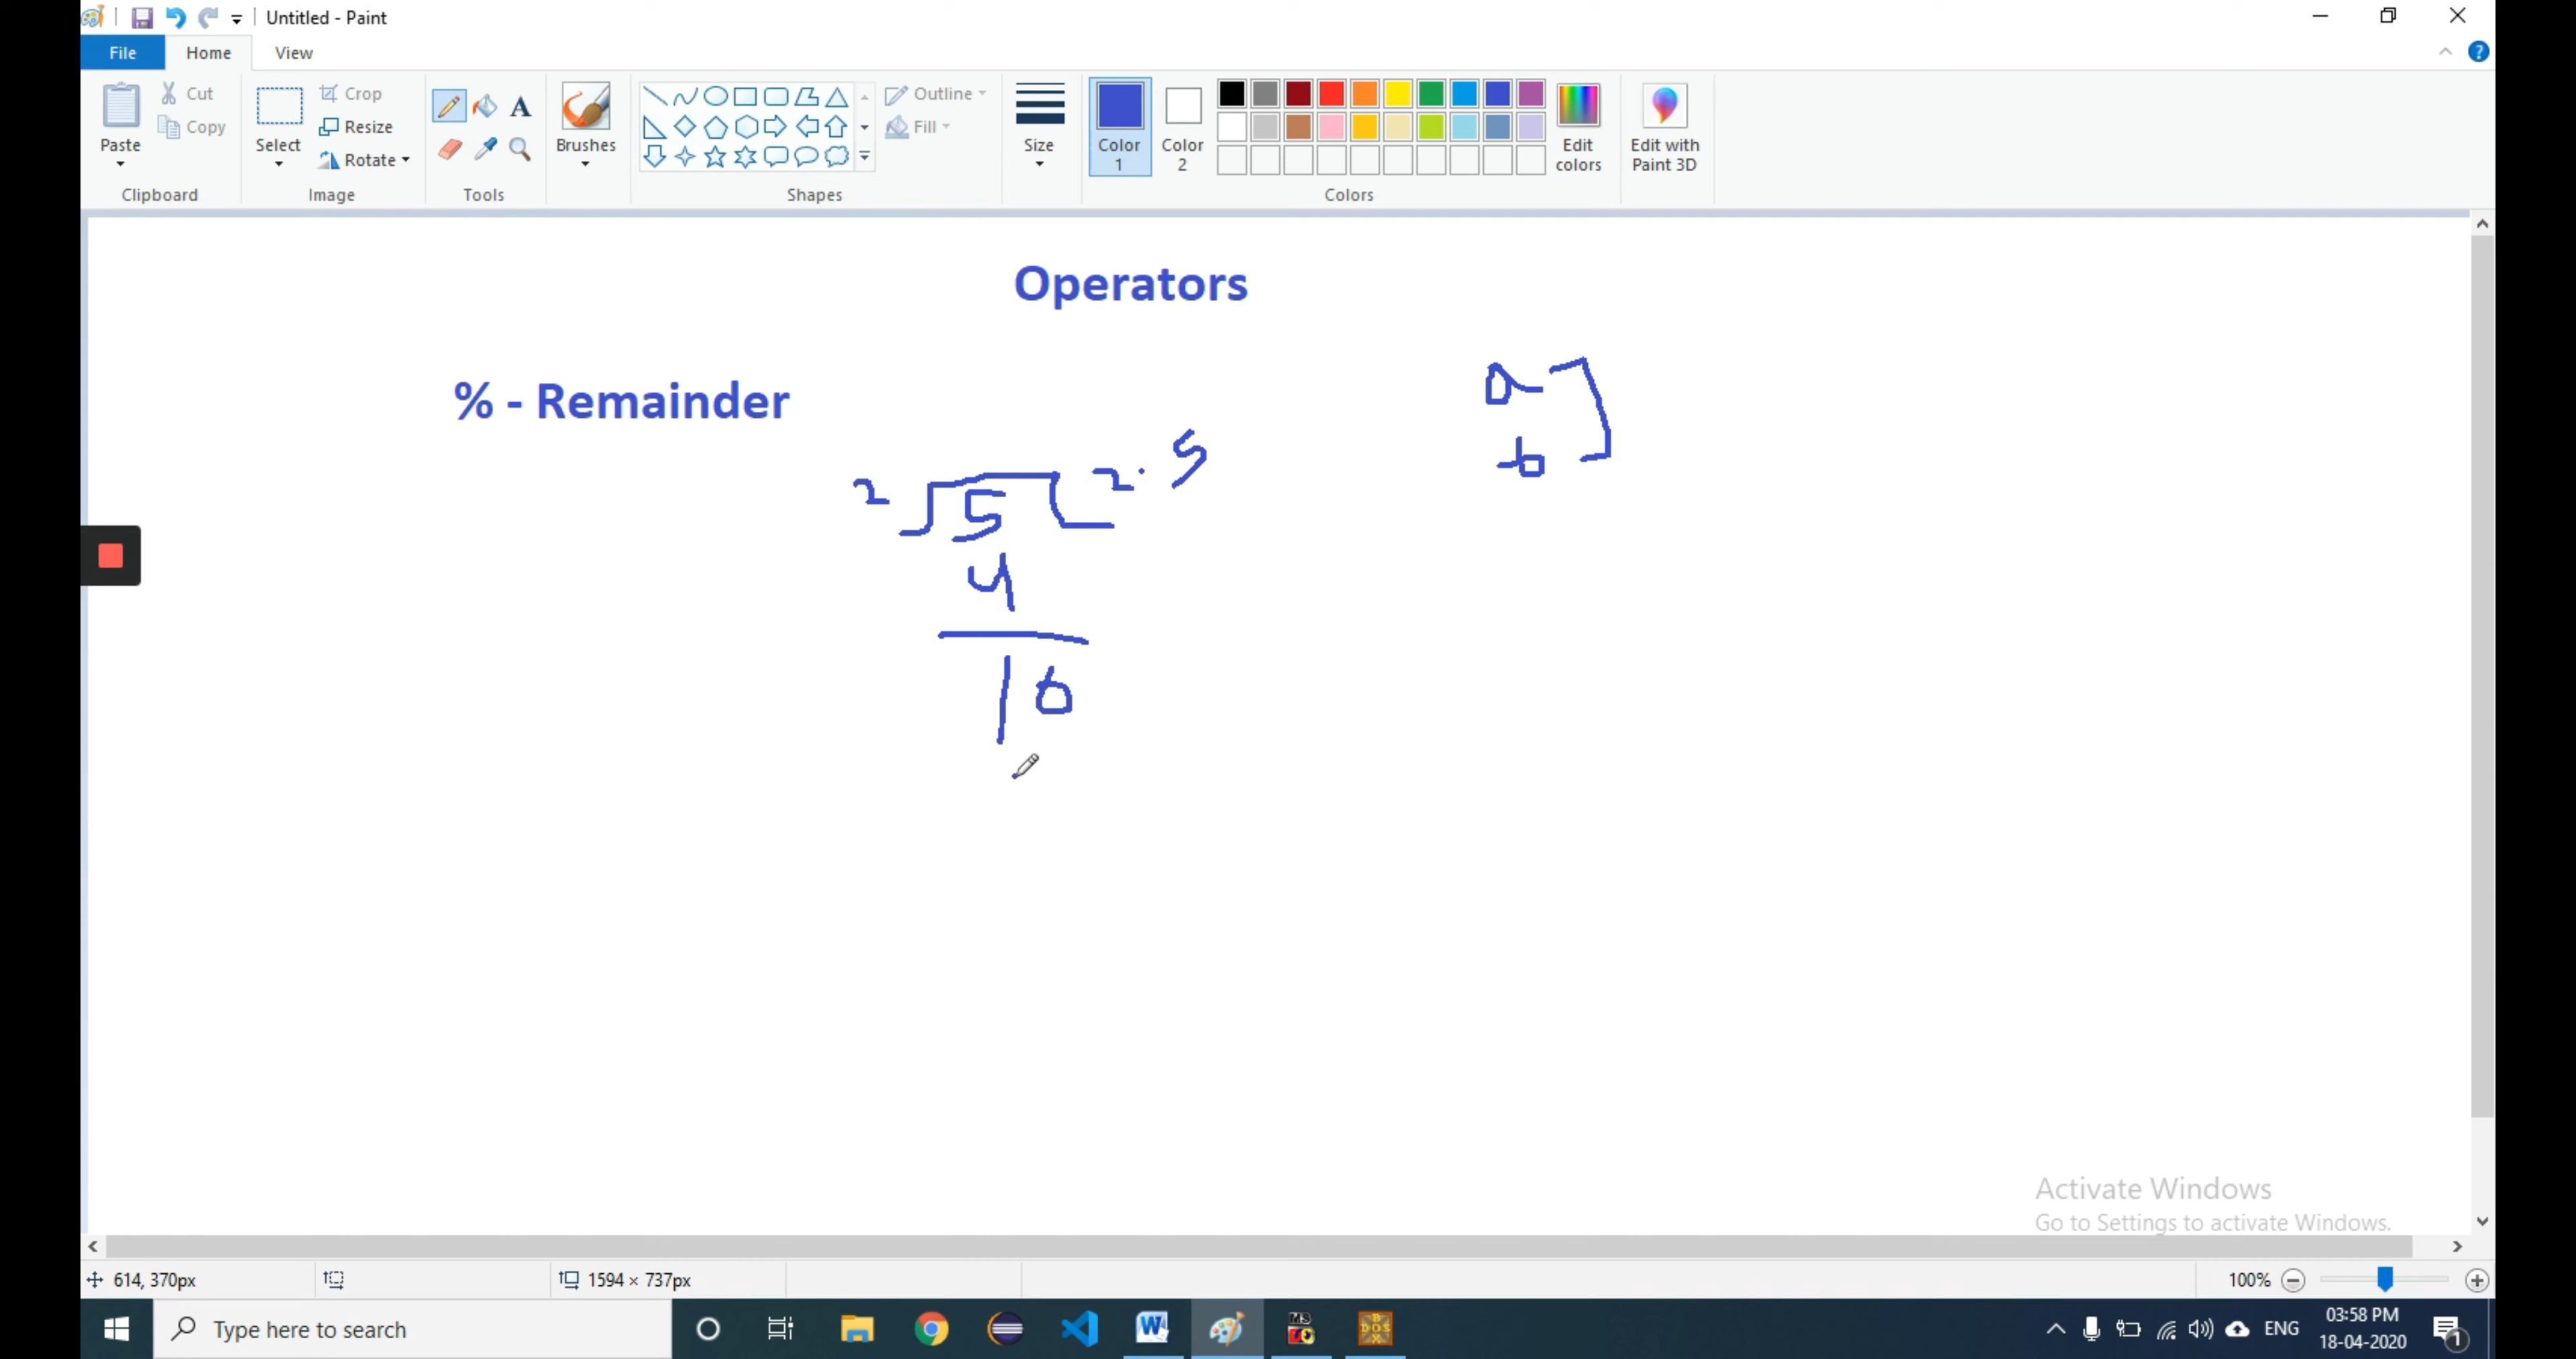 Untitled - Paint
File Home View
Paste Cut Copy Clipboard
Select Crop Resize Rotate Image
Tools
Brushes
Shapes Outline Fill
Size
Color 1 Color 2 Edit colors Colors
Edit with Paint 3D
Operators
% - Remainder
a
b
2 5 2.5
4
10
Activate Windows
Go to Settings to activate Windows.
614, 370px 1594 × 737px 100%
Type here to search
ENG 03:58 PM
18-04-2020 1